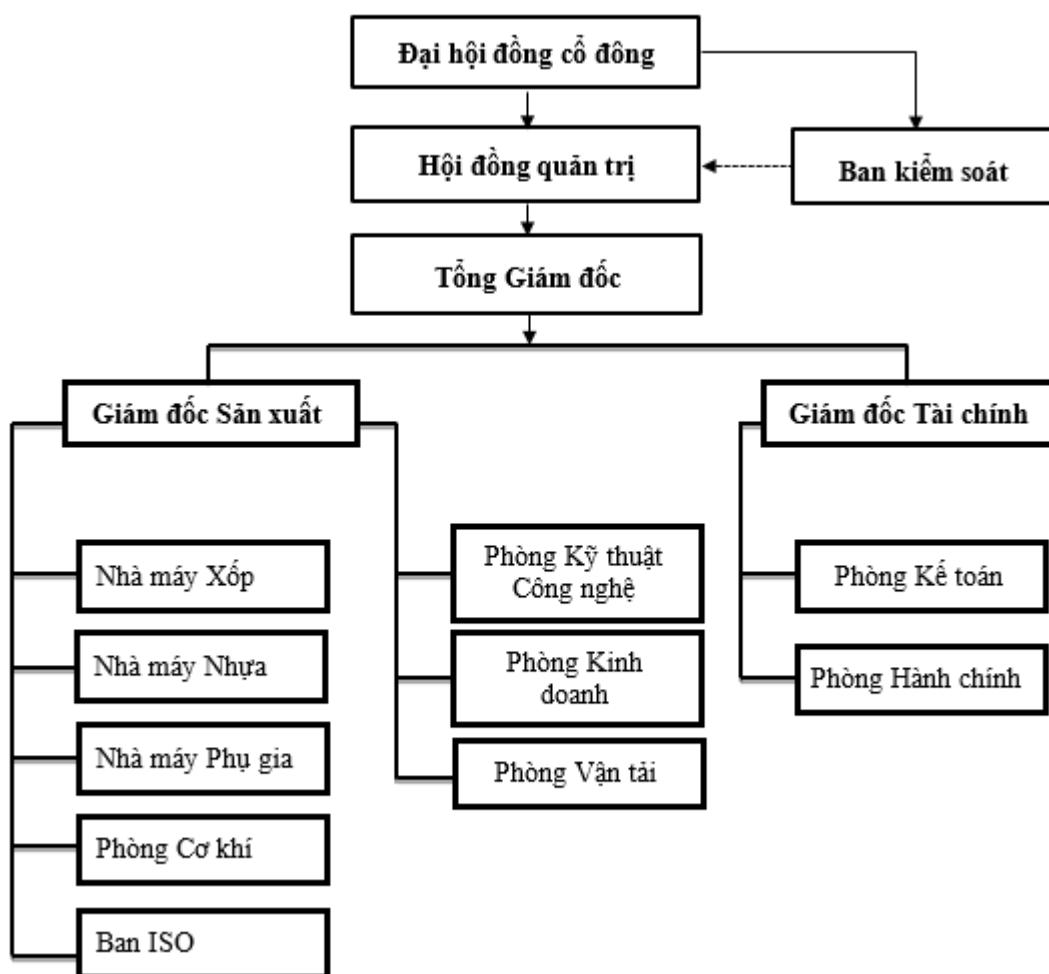 Đại hội đồng cổ đông
Hội đồng quản trị
Ban kiểm soát
Tổng Giám đốc
Giám đốc Sản xuất
Giám đốc Tài chính
Nhà máy Xốp
Nhà máy Nhựa
Nhà máy Phụ gia
Phòng Cơ khí
Ban ISO
Phòng Kỹ thuật
Công nghệ
Phòng Kinh
doanh
Phòng Vận tải
Phòng Kế toán
Phòng Hành chính